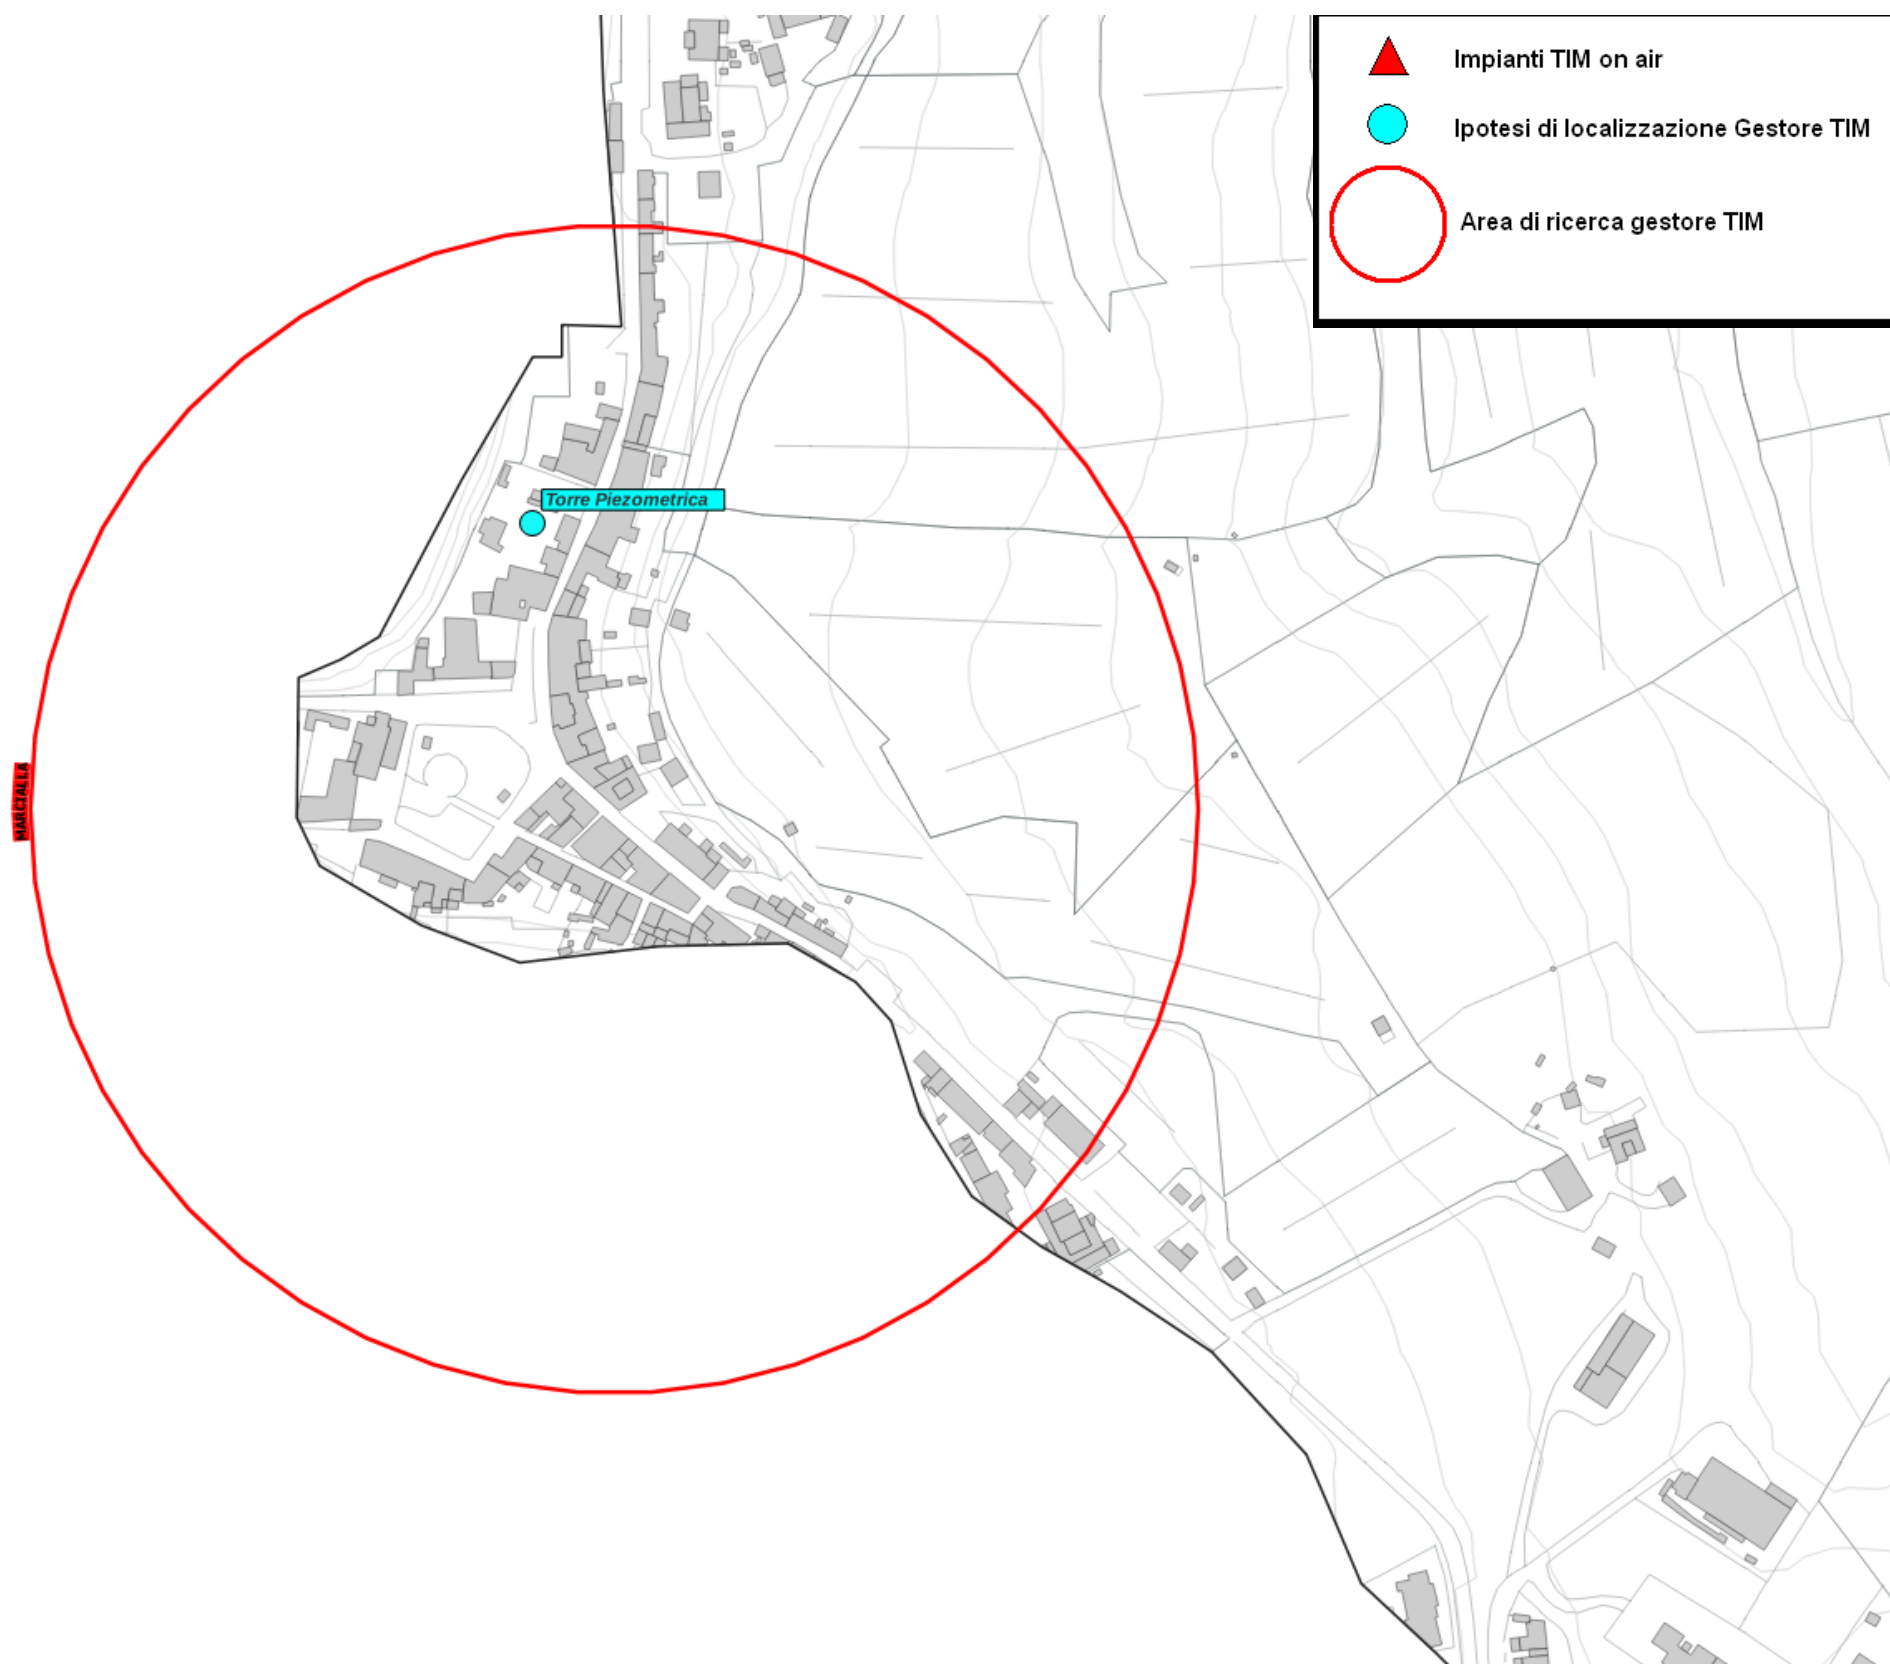 Impianti TIM on air
Ipotesi di localizzazione Gestore TIM
Area di ricerca gestore TIM
Torre Piezometrica
MARCIALLA